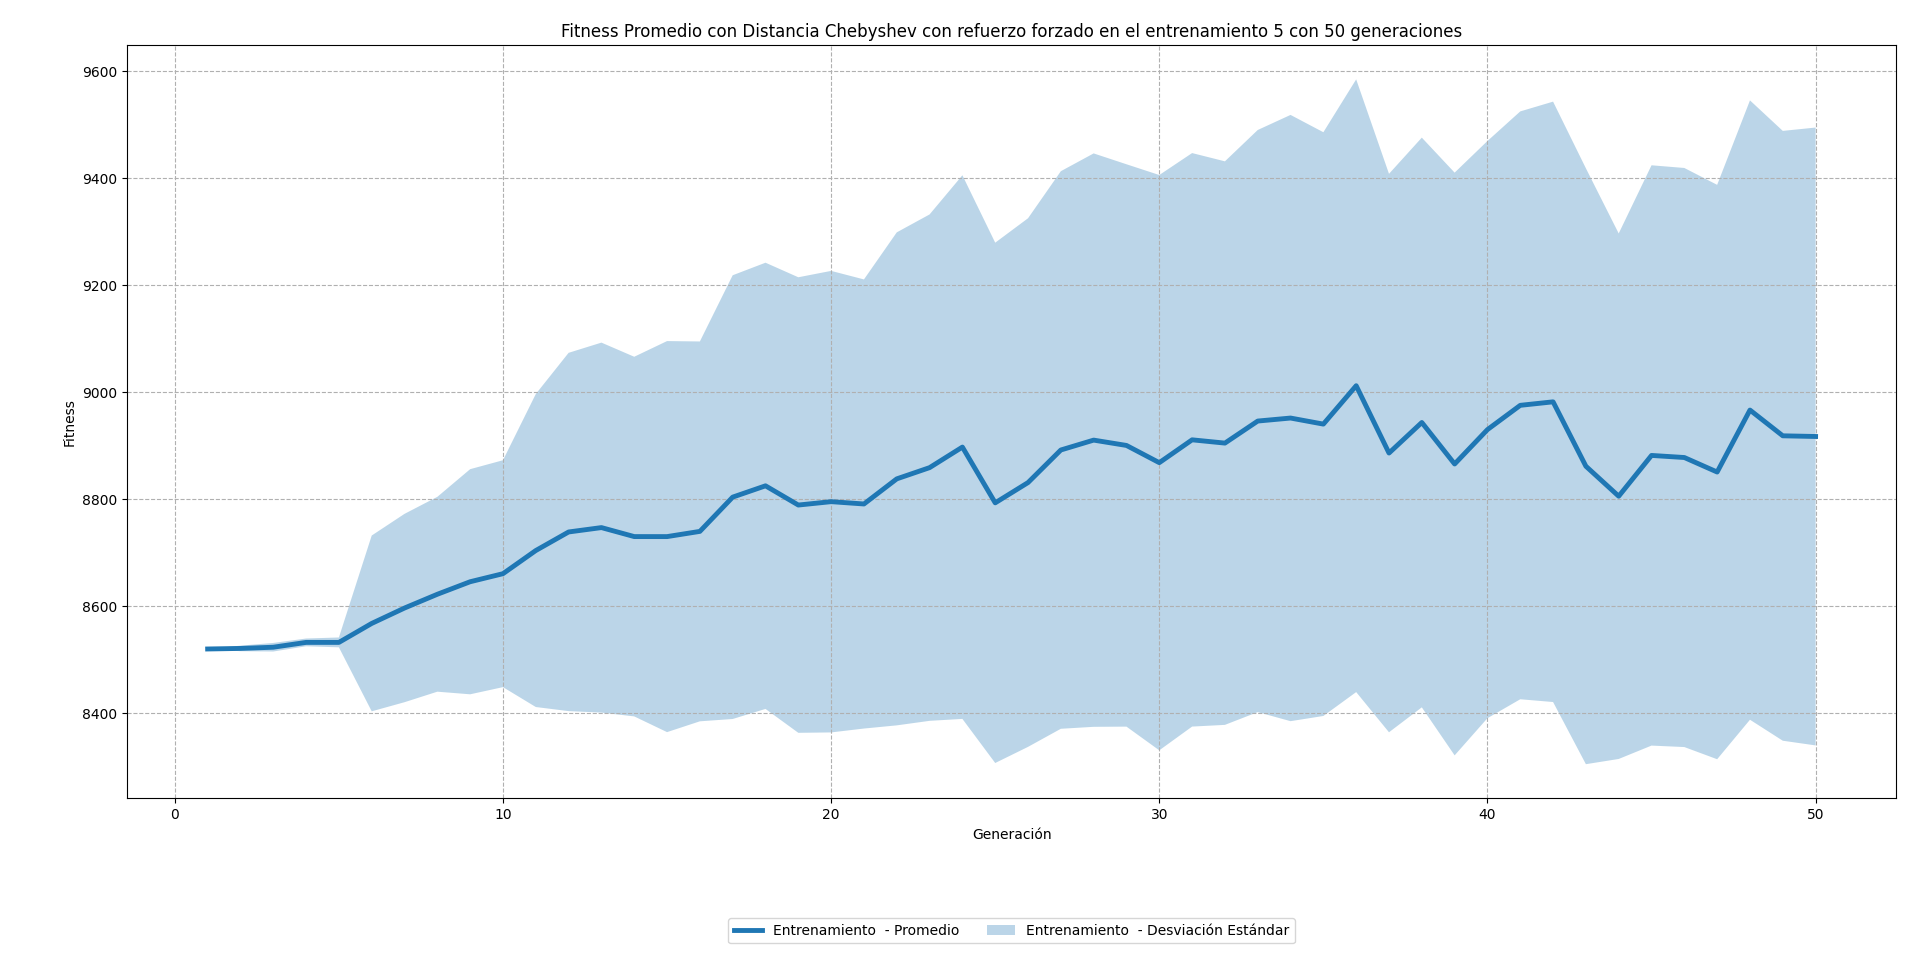 Fitness Promedio con Distancia Chebyshev con refuerzo forzado en el entrenamiento 5 con 50 generaciones
9600
9400
9200
9000
8800
8600
8400
Fitness
0 10 20 30 40 50
Generación
Entrenamiento - Promedio Entrenamiento - Desviación Estándar